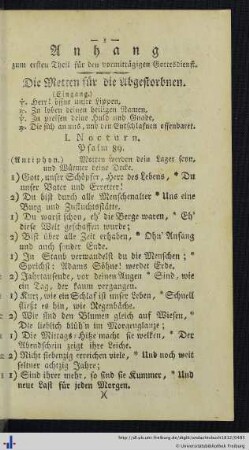 Anhang
zum ersten Theil für den vormittägigen Gottesdienst.
Die Metten für die Abgestorbnen.
(Eingang.)
℣. Herr! öfne unsre Lippen,
℟. Zu loben deinen heiligen Namen,
℣. Zu preisen deine Huld und Gnade,
℟. Die sich an uns, und den Entschlafnen offenbaret.
I. Nocturn.
Psalm 89.
(Antiphon.) Motten werden dein Lager seyn,
und Würmer deine Decke.
1) Gott, unser Schöpfer, Herr des Lebens, * Du
unser Vater und Erretter!
2) Du bist durch alle Menschenalter * Uns eine
Burg und Zufluchtsstätte.
1) Du warst schon, eh' die Berge waren, * Eh'
diese Welt geschaffen wurde;
2) Bist über alle Zeit erhaben, * Ohn' Anfang
und auch sonder Ende.
1) In Staub verwandelst du die Menschen; *
Sprichst: Adams Söhne! werdet Erde.
2) Jahrtausende, vor deinen Augen * Sind, wie
ein Tag, der kaum vergangen.
1) Kurz, wie ein Schlaf ist unser Leben, * Schnell
fließt es hin, wie Regenbäche.
2) Wir sind den Blumen gleich auf Wiesen, *
Die lieblich blüh'n im Morgenglanze;
1) Die Mittags-Hitze macht sie welken, * Der
Abendschein zeigt ihre Leiche.
2) Nicht siebenzig erreichen viele, * Und noch weit
seltner achtzig Jahre;
1) Sind ihrer mehr, so sind sie Kummer, * Und
neue Last für jeden Morgen.
X